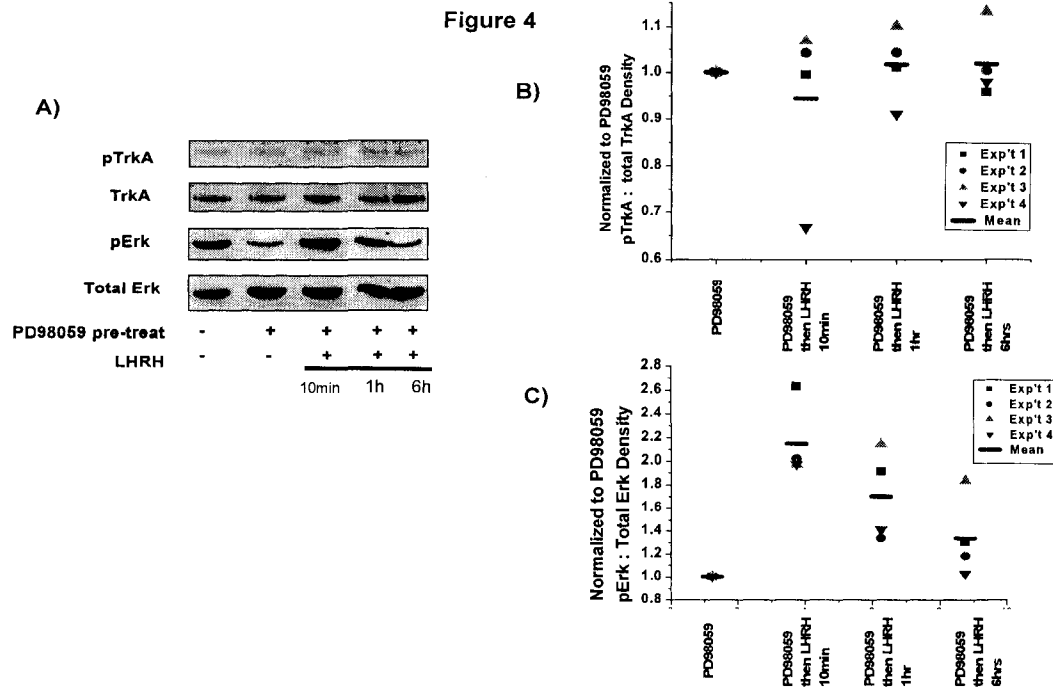 Figure 4
A)
pTrkA
TrkA
pErk
Total Erk
PD98059 pre-treat - + + + +
LHRH - - + + +
10min 1h 6h
B)
Normalized to PD98059
pTrkA : total TrkA Density
1.1
1.0
0.9
0.8
0.7
0.6
Exp't 1
Exp't 2
Exp't 3
Exp't 4
Mean
PD98059
PD98059
then LHRH
10min
PD98059
then LHRH
1hr
PD98059
then LHRH
6hrs
C)
Normalized to PD98059
pErk : Total Erk Density
2.8
2.6
2.4
2.2
2.0
1.8
1.6
1.4
1.2
1.0
0.8
Exp't 1
Exp't 2
Exp't 3
Exp't 4
Mean
PD98059
PD98059
then LHRH
10min
PD98059
then LHRH
1hr
PD98059
then LHRH
6hrs